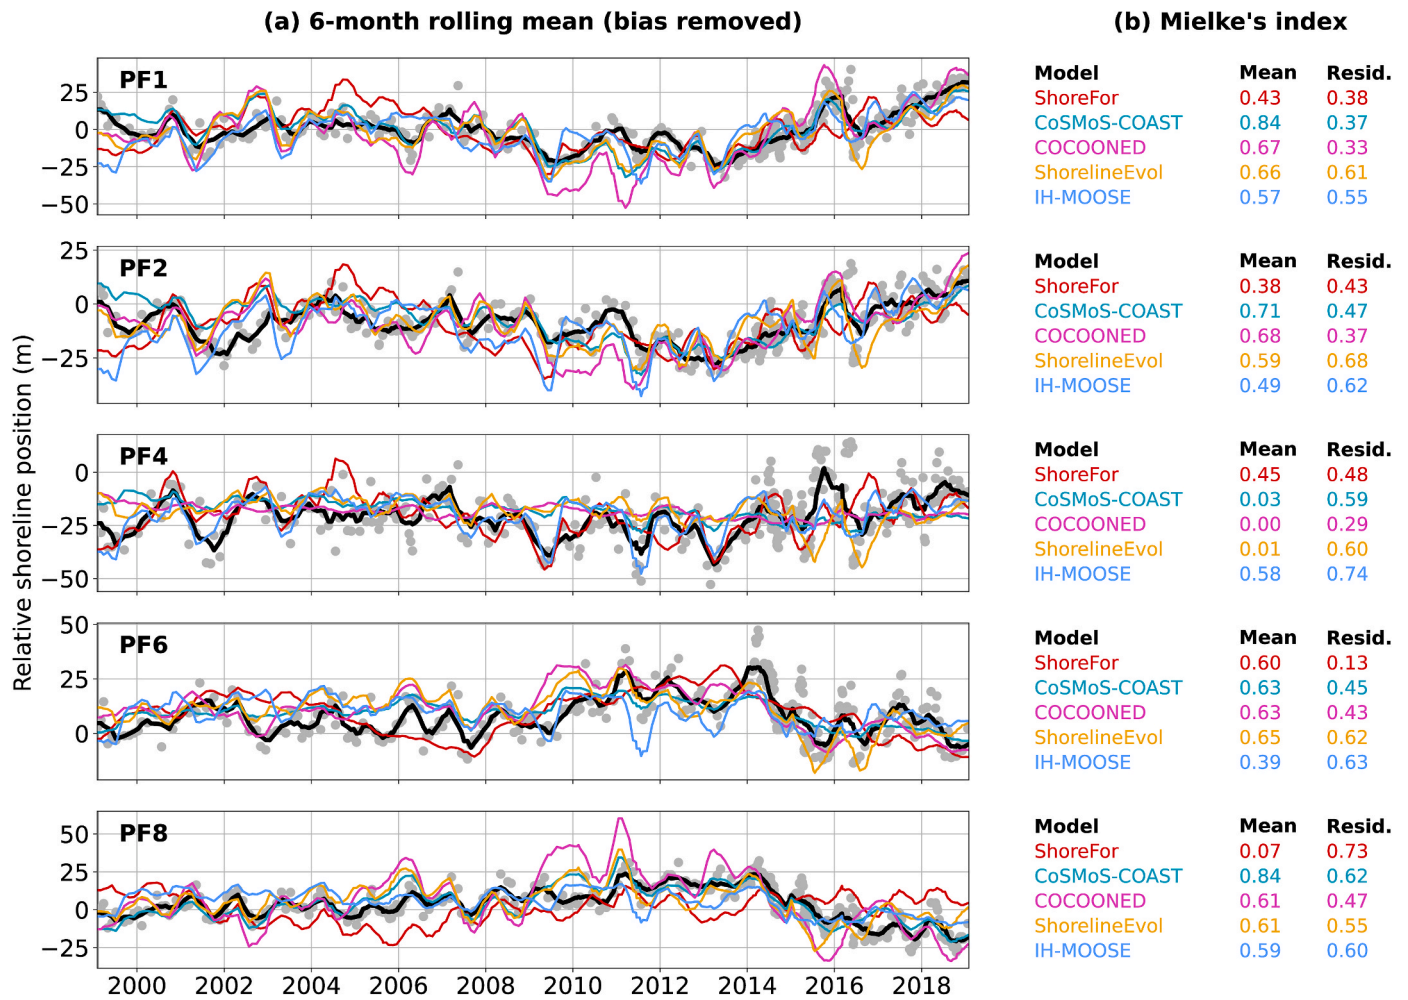 (a) 6-month rolling mean (bias removed)
(b) Mielke's index
Relative shoreline position (m)
PF1
25
0
−25
−50
Model Mean Resid.
ShoreFor 0.43 0.38
CoSMoS-COAST 0.84 0.37
COCOONED 0.67 0.33
ShorelineEvol 0.66 0.61
IH-MOOSE 0.57 0.55
PF2
25
0
−25
Model Mean Resid.
ShoreFor 0.38 0.43
CoSMoS-COAST 0.71 0.47
COCOONED 0.68 0.37
ShorelineEvol 0.59 0.68
IH-MOOSE 0.49 0.62
PF4
0
−25
−50
Model Mean Resid.
ShoreFor 0.45 0.48
CoSMoS-COAST 0.03 0.59
COCOONED 0.00 0.29
ShorelineEvol 0.01 0.60
IH-MOOSE 0.58 0.74
PF6
50
25
0
Model Mean Resid.
ShoreFor 0.60 0.13
CoSMoS-COAST 0.63 0.45
COCOONED 0.63 0.43
ShorelineEvol 0.65 0.62
IH-MOOSE 0.39 0.63
PF8
50
25
0
−25
Model Mean Resid.
ShoreFor 0.07 0.73
CoSMoS-COAST 0.84 0.62
COCOONED 0.61 0.47
ShorelineEvol 0.61 0.55
IH-MOOSE 0.59 0.60
2000 2002 2004 2006 2008 2010 2012 2014 2016 2018